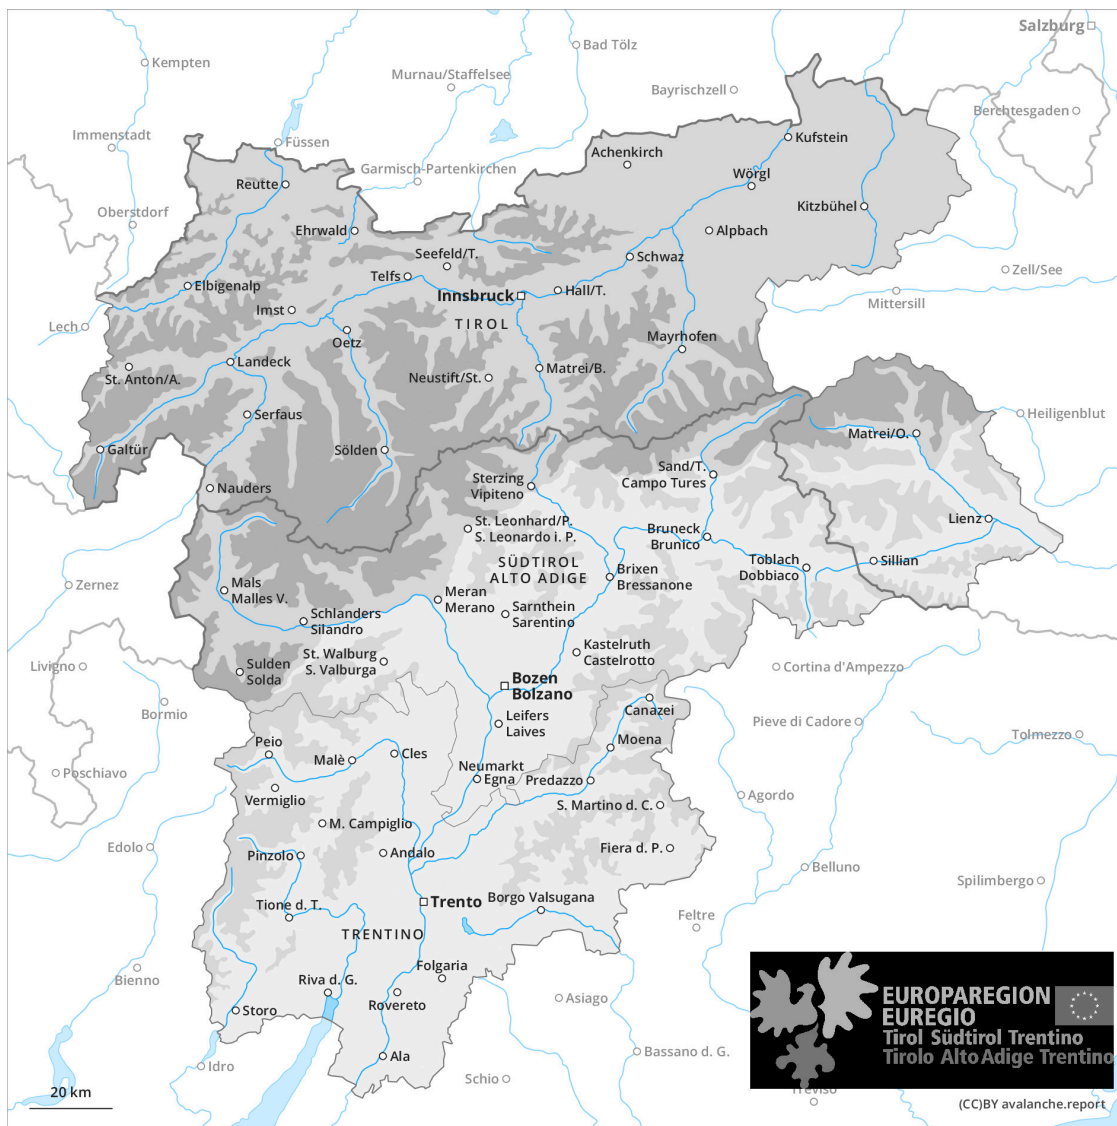 Salzburg
Bad Tölz
Kempten
Murnau/Staffelsee
Bayrischzell
Berchtesgaden
Immenstadt
Füssen
Kufstein
Achenkirch
Garmisch-Partenkirchen
Wörgl
Reutte
Oberstdorf
Kitzbühel
Ehrwald
Alpbach
Seefeld/T.
Schwaz
Telfs
Zell/See
Elbigenalp
Innsbruck
Hall/T.
Mittersill
Imst
TIROL
Lech
Oetz
Mayrhofen
Landeck
St. Anton/A.
Neustift/St.
Matrei/B.
Serfaus
Heiligenblut
Matrei/O.
Galtür
Sölden
Sterzing
Vipiteno
Sand/T.
Campo Tures
Nauders
St. Leonhard/P.
S. Leonardo i. P.
Lienz
Bruneck
Brunico
SÜDTIROL
ALTO ADIGE
Toblach
Dobbiaco
Sillian
Brixen
Bressanone
Zernez
Mals
Malles V.
Meran
Merano
Schlanders
Silandro
Sarnthein
Sarentino
Kastelruth
Castelrotto
St. Walburg
S. Valburga
Livigno
Sulden
Solda
Cortina d'Ampezzo
Bozen
Bolzano
Bormio
Canazei
Leifers
Laives
Pieve di Cadore
Tolmezzo
Peio
Malè
Cles
Moena
Poschiavo
Neumarkt
Egna
Predazzo
Vermiglio
Agordo
S. Martino d. C.
M. Campiglio
Edolo
Pinzolo
Andalo
Fiera d. P.
Belluno
Spilimbergo
Tione d. T.
Trento
Borgo Valsugana
Feltre
TRENTINO
Bienno
Folgaria
Riva d. G.
Rovereto
Asiago
Storo
EUROPAREGION
EUREGIO
Tirol Südtirol Trentino
Tirolo Alto Adige Trentino
Ala
Bassano d. G.
Idro
Schio
20 km
Treviso
(CC)BY avalanche.report